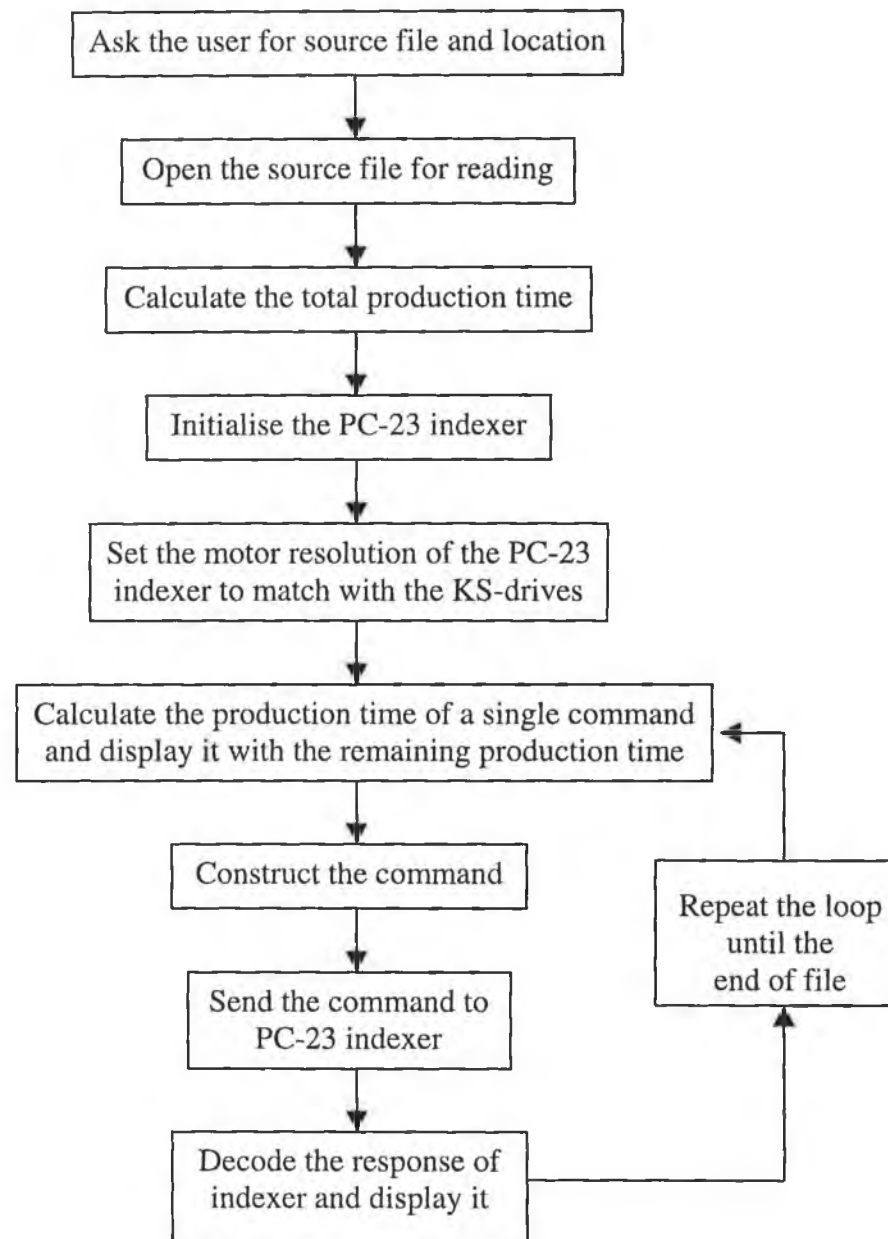 Ask the user for source file and location
Open the source file for reading
Calculate the total production time
Initialise the PC-23 indexer
Set the motor resolution of the PC-23
indexer to match with the KS-drives
Calculate the production time of a single command
and display it with the remaining production time
Construct the command
Send the command to
PC-23 indexer
Decode the response of
indexer and display it
Repeat the loop
until the
end of file